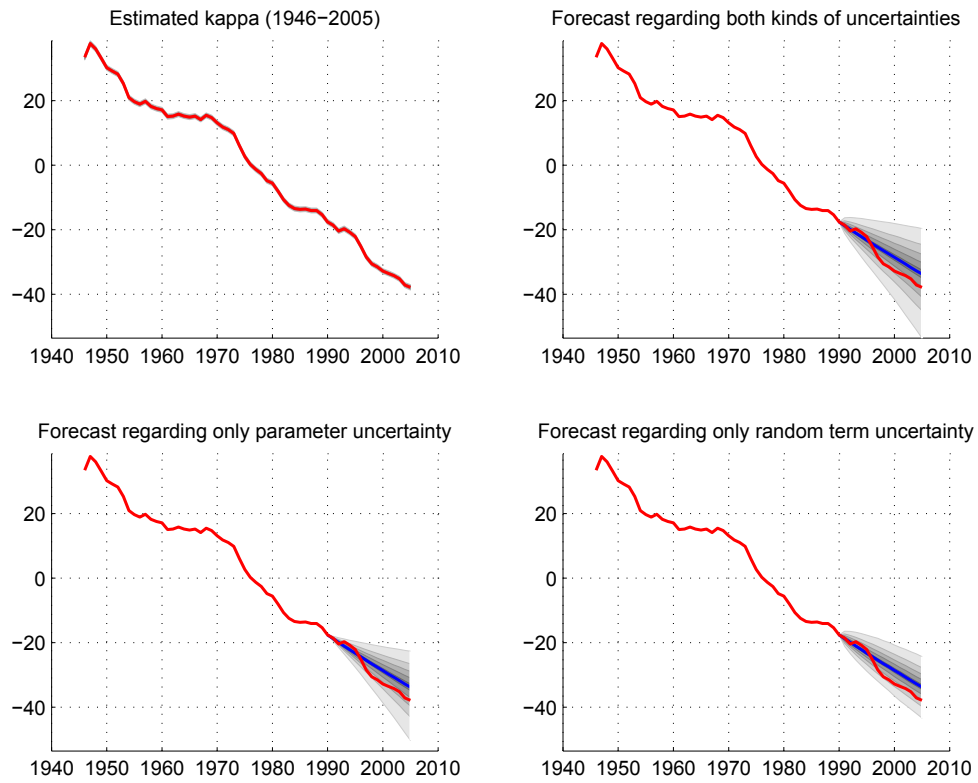 Estimated kappa (1946−2005)
20
0
−20
−40
1940 1950 1960 1970 1980 1990 2000 2010
Forecast regarding both kinds of uncertainties
20
0
−20
−40
1940 1950 1960 1970 1980 1990 2000 2010
Forecast regarding only parameter uncertainty
20
0
−20
−40
1940 1950 1960 1970 1980 1990 2000 2010
Forecast regarding only random term uncertainty
20
0
−20
−40
1940 1950 1960 1970 1980 1990 2000 2010